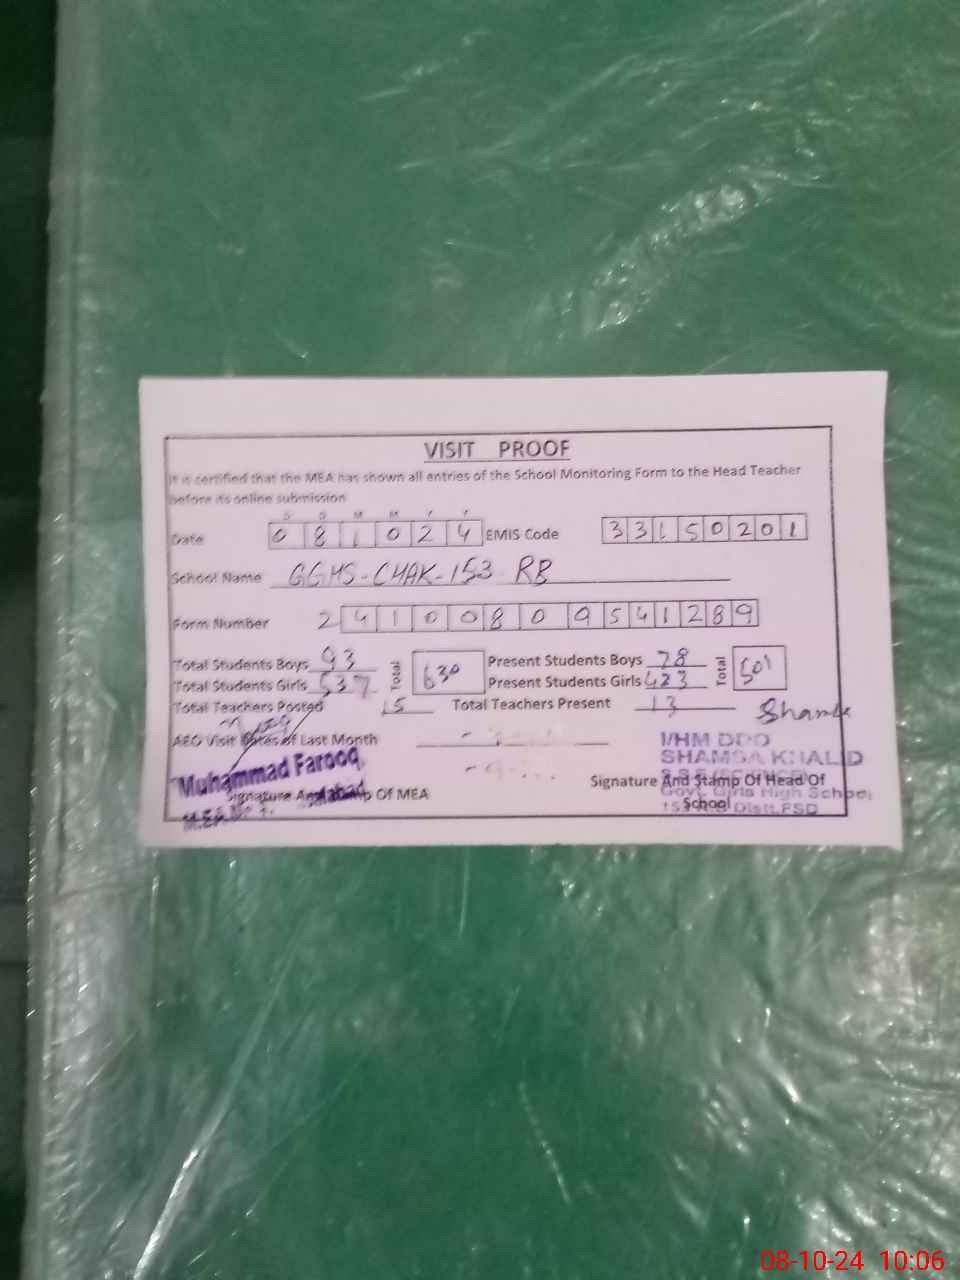 VISIT PROOF
It is certified that the MEA has shown all entries of the School Monitoring Form to the Head Teacher
before its online submission
D D M M Y Y
Date 0 8 1 0 2 4 EMIS Code 3 3 1 5 0 2 0 1
School Name GGHS-CHAK-153 RB
Form Number 2 4 1 0 0 8 0 9 5 4 1 2 8 9
Total Students Boys 93 Total 630 Present Students Boys 78 Total 501
Total Students Girls 537 Present Students Girls 423
Total Teachers Posted 15 Total Teachers Present 13
Shamsa
AEO Visit Dates of Last Month -
I/HM DDO
SHAMSA KHALID
Muhammad Farooq
Signature And Stamp Of MEA
Signature And Stamp Of Head Of
School
Govt. Girls High School
Distt. FSD
08-10-24 10:06